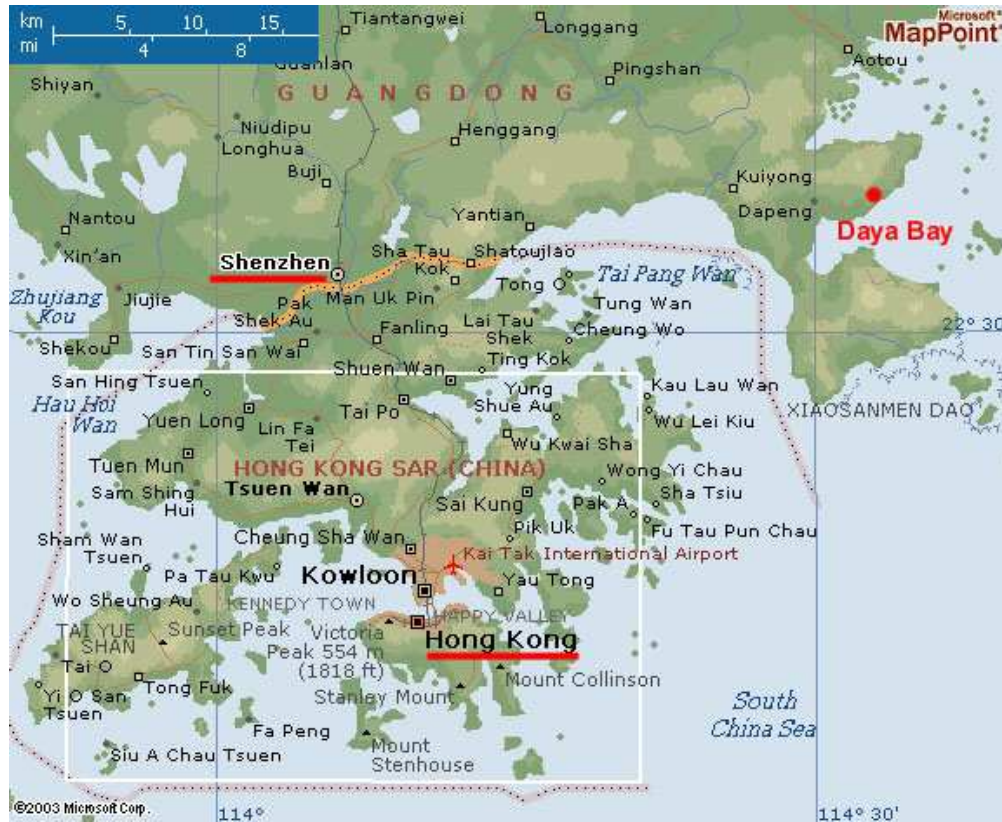 km 5, 10, 15,
mi 4 8
Microsoft®
MapPoint
Tiantangwei
Longgang
Guanlan
Pingshan
Aotou
Shiyan
GUANGDONG
Niudipu
Longhua
Henggang
Buji
Kuiyong
Nantou
Yantian
Dapeng
Daya Bay
Xin'an
Shenzhen
Sha Tau
Kok
Shatoujiao
Tong O
Tai Pang Wan
Zhujiang
Kou
Jiujie
Pak
Shek Au
Man Uk Pin
Tung Wan
Lai Tau
Shek
Cheung Wo
22° 30
Shekou
San Tin San Wai
Fanling
Ting Kok
Shuen Wan
San Hing Tsuen
Yung
Shue Au
Kau Lau Wan
Hau Hoi
Wan
Yuen Long
Lin Fa
Tei
Tai Po
Wu Lei Kiu
XIAOSANMEN DAO
Wu Kwai Sha
Tuen Mun
HONG KONG SAR (CHINA)
Wong Yi Chau
Sam Shing
Hui
Tsuen Wan
Sai Kung
Pak A
Sha Tsiu
Fu Tau Pun Chau
Sham Wan
Tsuen
Cheung Sha Wan
Pik Uk
Kai Tak International Airport
Pa Tau Kwu
Kowloon
Yau Tong
Wo Sheung Au
KENNEDY TOWN
HAPPY VALLEY
TAI YUE
SHAN
Sunset Peak
Victoria
Peak 554 m
(1818 ft)
Hong Kong
Tai O
Yi O San
Tsuen
Tong Fuk
Stanley Mount
Mount Collinson
South
China Sea
Fa Peng
Siu A Chau Tsuen
Mount
Stenhouse
©2003 Microsoft Corp.
114°
114° 30'